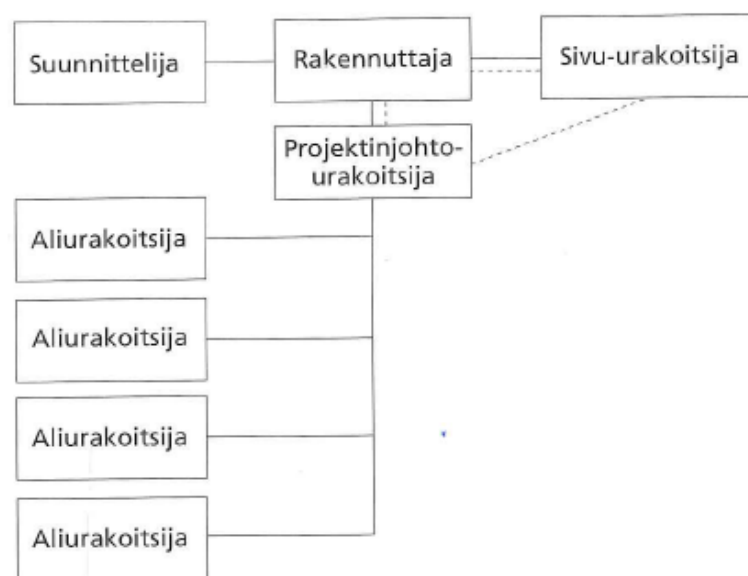 Suunnittelija
Rakennuttaja
Sivu-urakoitsija
Projektinjohto-
urakoitsija
Aliurakoitsija
Aliurakoitsija
Aliurakoitsija
Aliurakoitsija